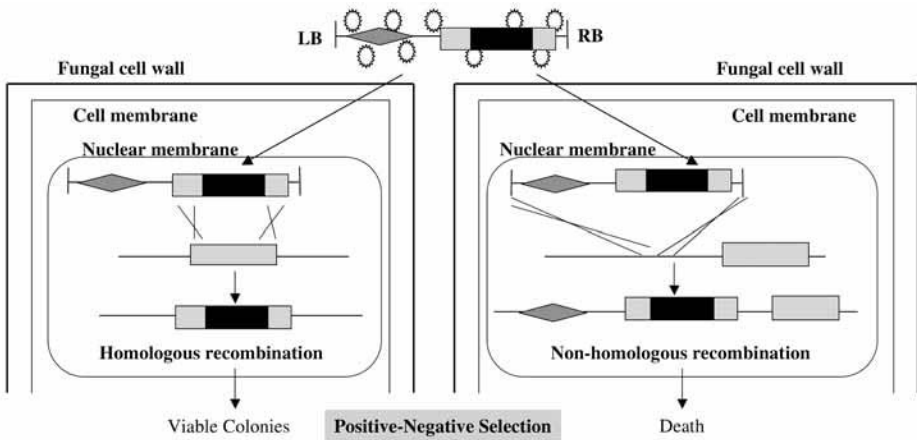 LB
RB
Fungal cell wall
Fungal cell wall
Cell membrane
Cell membrane
Nuclear membrane
Nuclear membrane
Homologous recombination
Non-homologous recombination
Viable Colonies
Positive-Negative Selection
Death